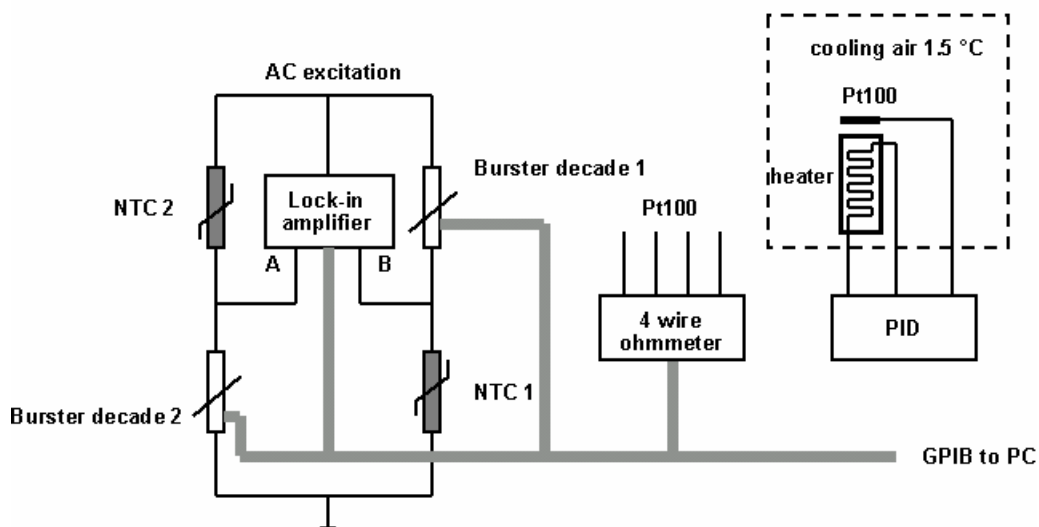 cooling air 1.5 °C
AC excitation
Pt100
Burster decade 1
heater
Lock-in
amplifier
NTC 2
Pt100
A
B
4 wire
ohmmeter
PID
NTC 1
Burster decade 2
GPIB to PC